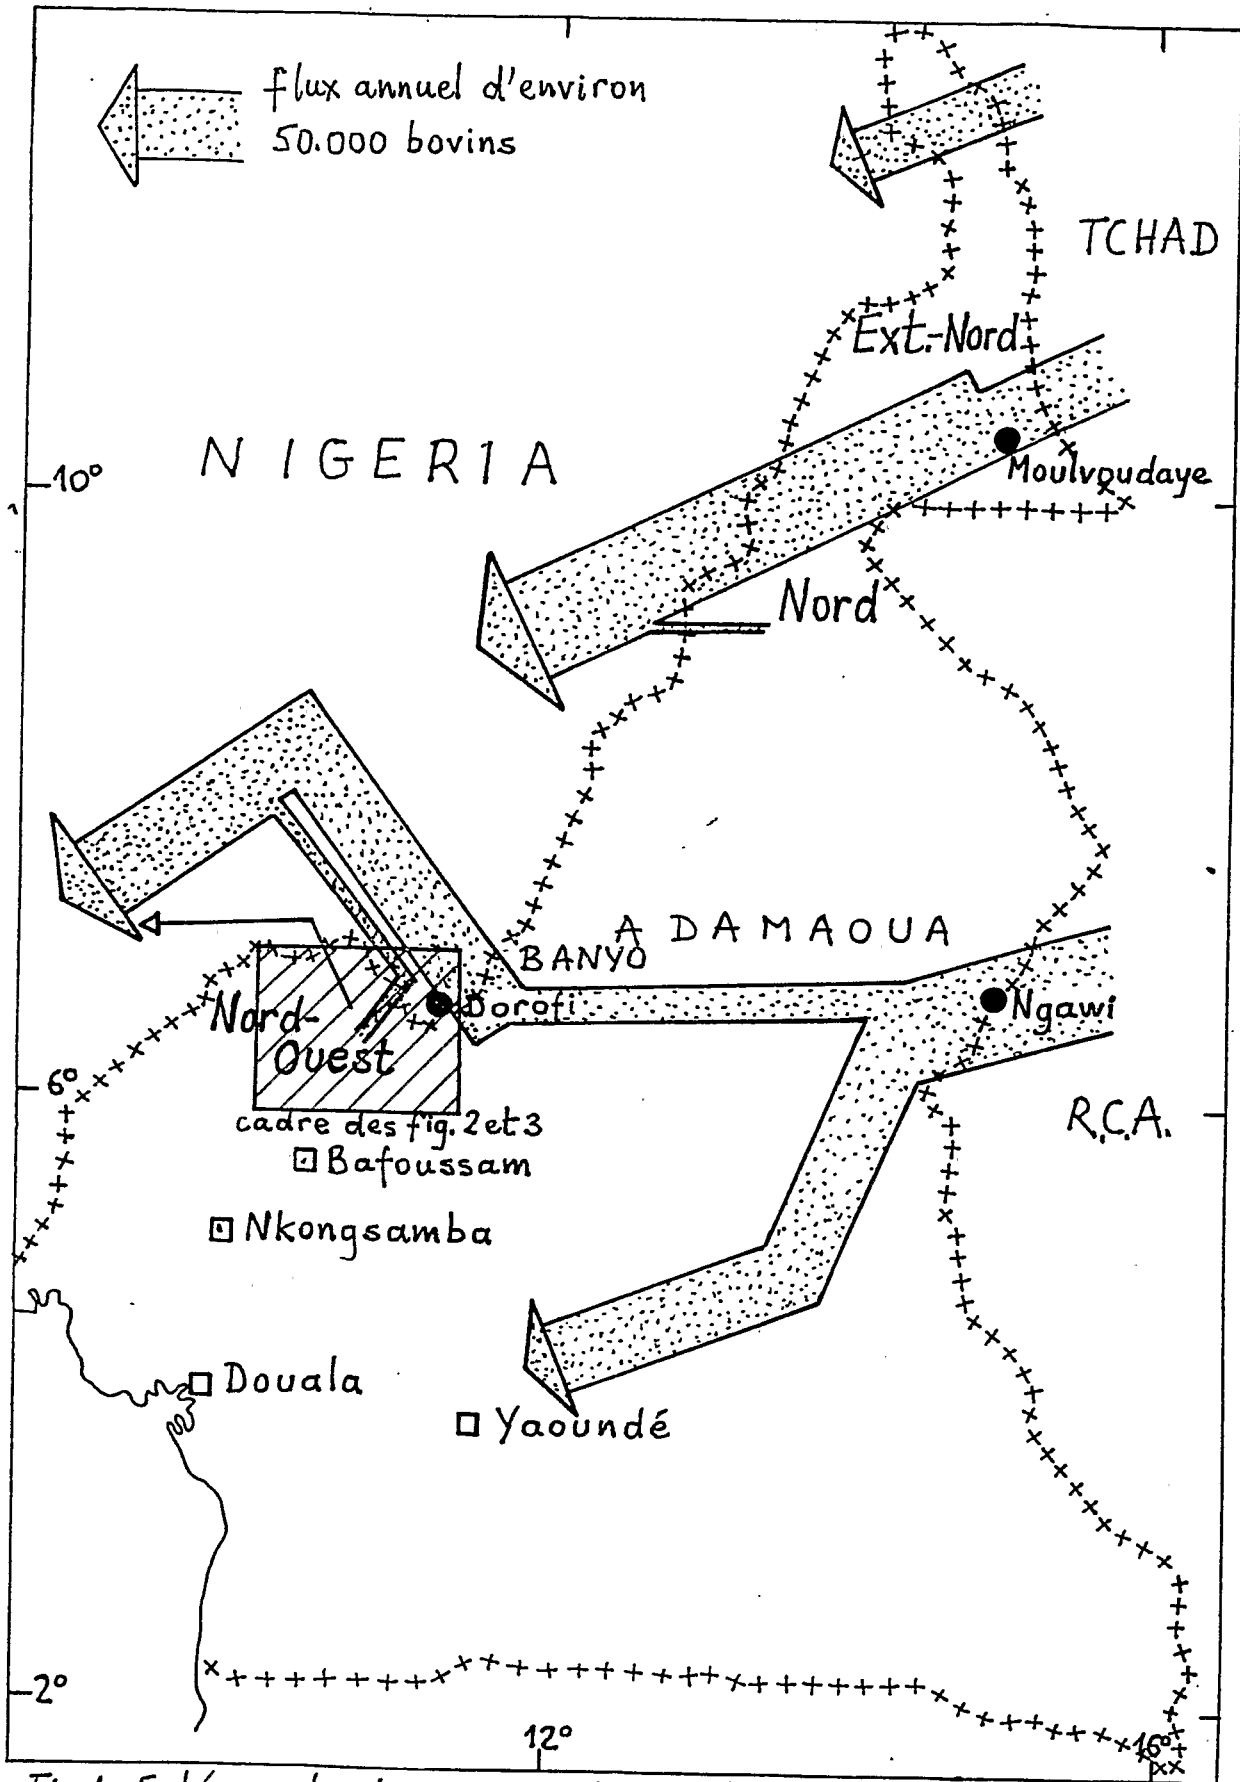 flux annuel d'environ
50.000 bovins
TCHAD
Ext.-Nord
NIGERIA
10°
Moulvoudaye
Nord
ADAMAOUA
BANYO
Dorofi
Ngawi
Nord-
Ouest
6°
cadre des fig. 2 et 3
R.C.A.
Bafoussam
Nkongsamba
Douala
Yaoundé
2°
12°
16°